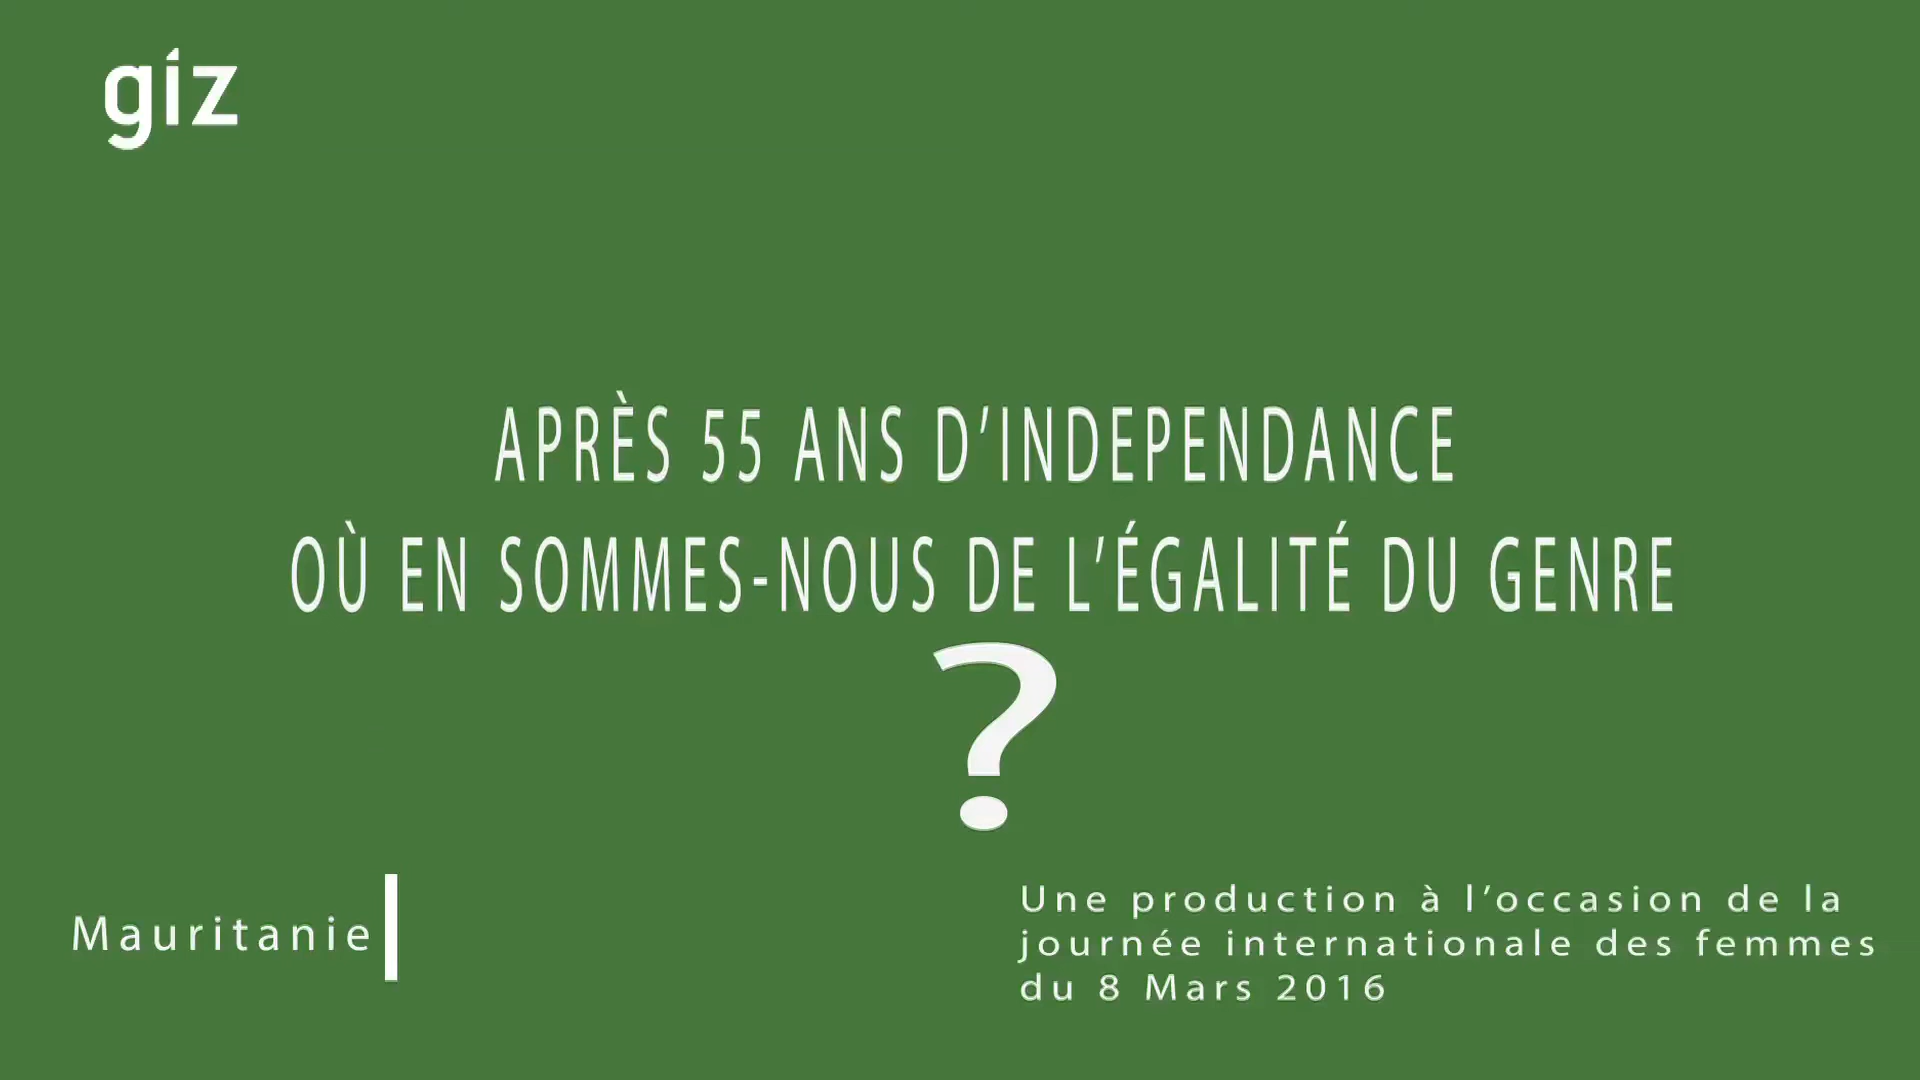 giz
APRÈS 55 ANS D’INDEPENDANCE
OÙ EN SOMMES-NOUS DE L’ÉGALITÉ DU GENRE
?
Mauritanie
Une production à l’occasion de la
journée internationale des femmes
du 8 Mars 2016